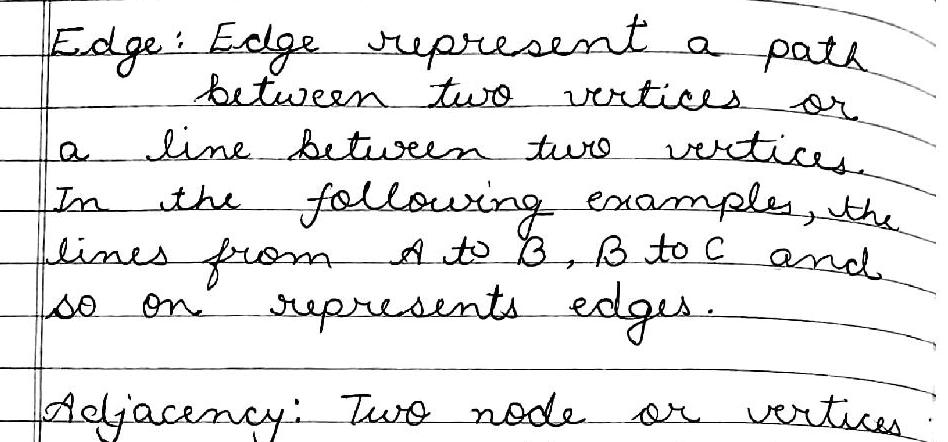 Edge: Edge represent a path
between two vertices or
a line between two vertices.
In the following examples, the
lines from A to B, B to C and
so on represents edges.
Adjacency: Two node or vertices